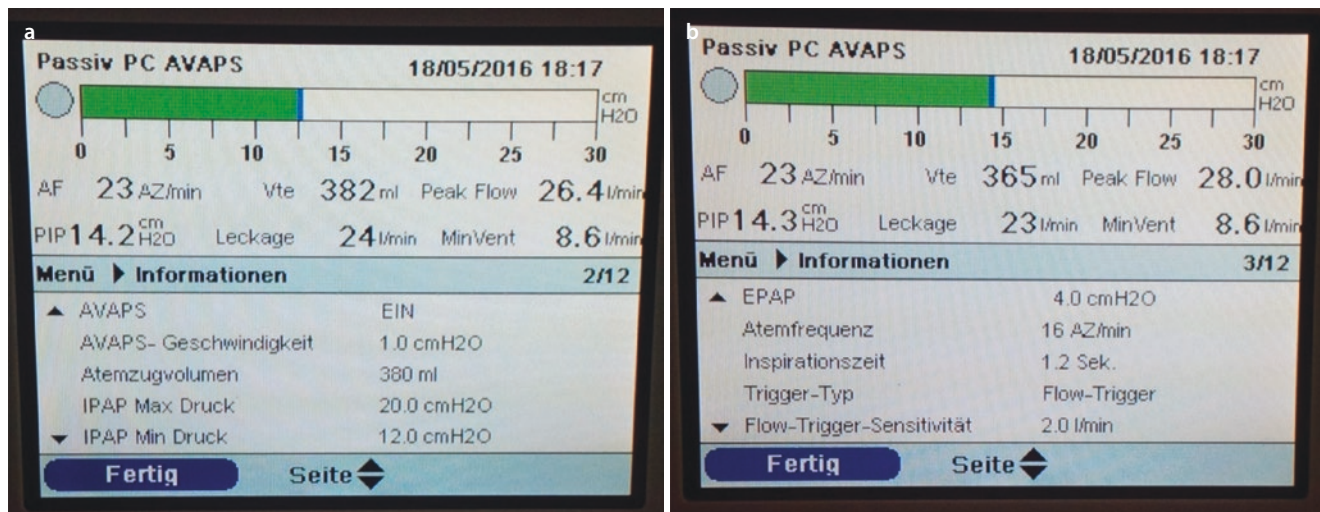 a
Passiv PC AVAPS 18/05/2016 18:17
cm
H2O
0 5 10 15 20 25 30
AF 23 AZ/min Vte 382 ml Peak Flow 26.4 l/min
PIP 14.2 cm H2O Leckage 24 l/min MinVent 8.6 l/min
Menü Informationen 2/12
AVAPS EIN
AVAPS- Geschwindigkeit 1.0 cmH2O
Atemzugvolumen 380 ml
IPAP Max Druck 20.0 cmH2O
IPAP Min Druck 12.0 cmH2O
Fertig Seite
b
Passiv PC AVAPS 18/05/2016 18:17
cm
H2O
0 5 10 15 20 25 30
AF 23 AZ/min Vte 365 ml Peak Flow 28.0 l/min
PIP 14.3 cm H2O Leckage 23 l/min MinVent 8.6 l/min
Menü Informationen 3/12
EPAP 4.0 cmH2O
Atemfrequenz 16 AZ/min
Inspirationszeit 1.2 Sek.
Trigger-Typ Flow-Trigger
Flow-Trigger-Sensitivität 2.0 l/min
Fertig Seite